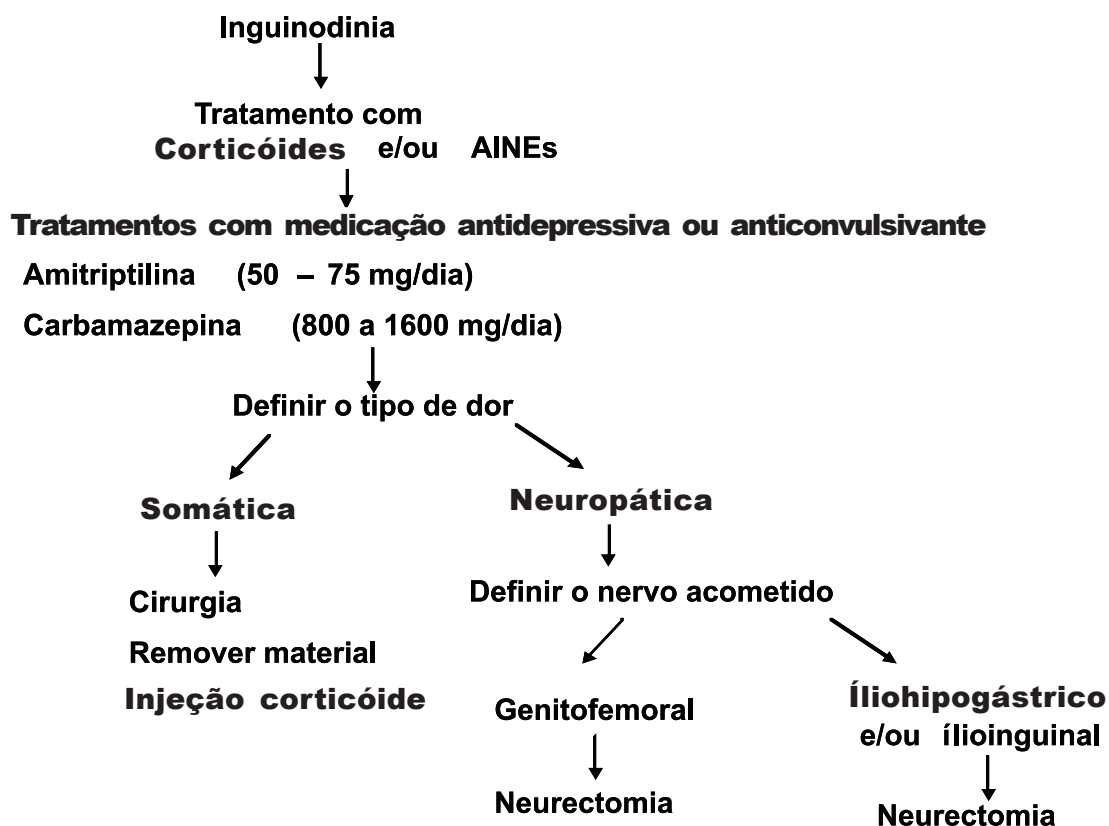 Inguinodinia
Tratamento com
Corticóides e/ou AINEs
Tratamentos com medicação antidepressiva ou anticonvulsivante
Amitriptilina (50 – 75 mg/dia)
Carbamazepina (800 a 1600 mg/dia)
Definir o tipo de dor
Somática
Neuropática
Cirurgia
Remover material
Injeção corticóide
Definir o nervo acometido
Genitofemoral
Neurectomia
Íliohipogástrico
e/ou ílioinguinal
Neurectomia